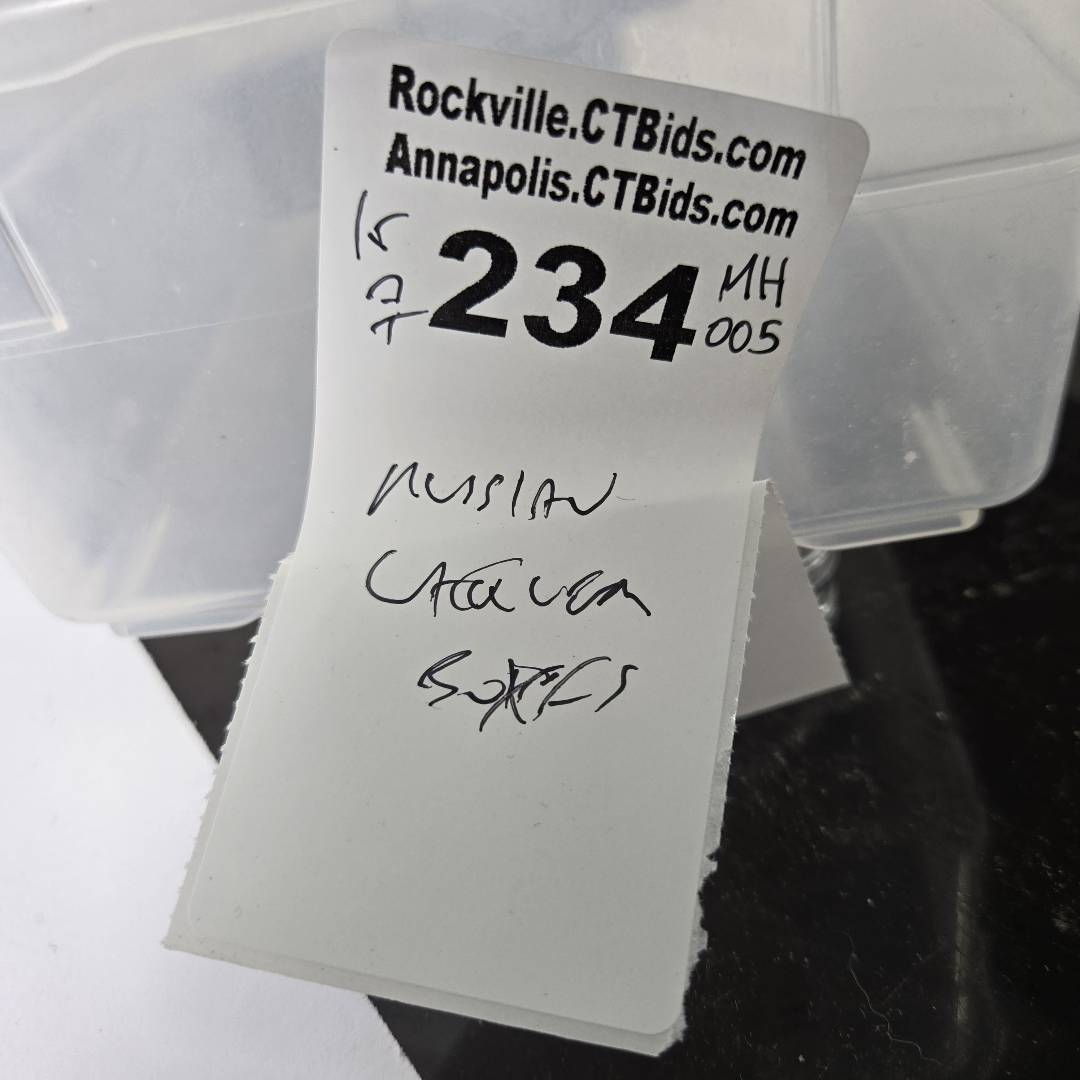 Rockville.CTBids.com
Annapolis.CTBids.com
234
MH
005
RUSSIAN
LACQUER
BOXES